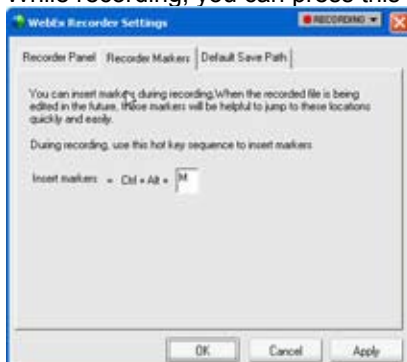 While recording, you can press this
WebEx Recorder Settings
RECORDING
Recorder Panel Recorder Markers Default Save Path
You can insert markers during recording.When the recorded file is being
edited in the future, these markers will be helpful to jump to these locations
quickly and easily.
During recording, use this hot key sequence to insert markers
Insert markers = Ctrl + Alt + M
OK Cancel Apply